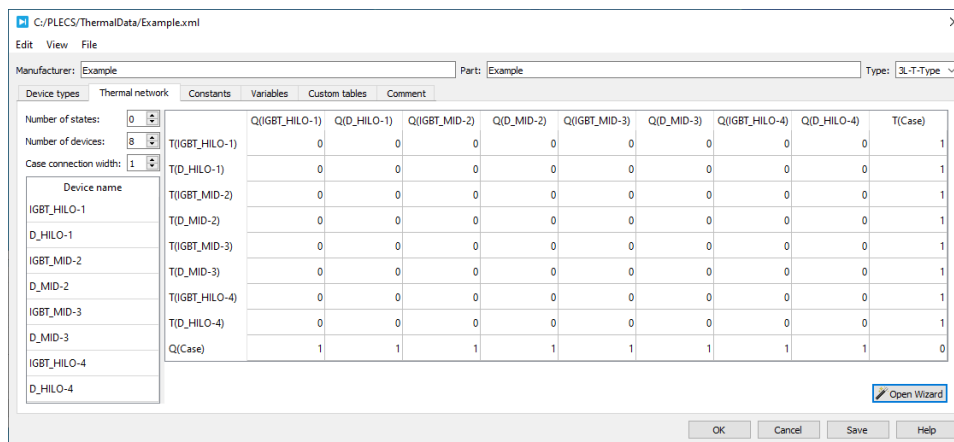 C:/PLECS/ThermalData/Example.xml
Edit View File
Manufacturer: Example Part: Example Type: 3L-T-Type
Device types Thermal network Constants Variables Custom tables Comment
Number of states: 0
Number of devices: 8
Case connection width: 1
Device name
IGBT_HILO-1
D_HILO-1
IGBT_MID-2
D_MID-2
IGBT_MID-3
D_MID-3
IGBT_HILO-4
D_HILO-4
Q(IGBT_HILO-1) Q(D_HILO-1) Q(IGBT_MID-2) Q(D_MID-2) Q(IGBT_MID-3) Q(D_MID-3) Q(IGBT_HILO-4) Q(D_HILO-4) T(Case)
T(IGBT_HILO-1) 0 0 0 0 0 0 0 0 1
T(D_HILO-1) 0 0 0 0 0 0 0 0 1
T(IGBT_MID-2) 0 0 0 0 0 0 0 0 1
T(D_MID-2) 0 0 0 0 0 0 0 0 1
T(IGBT_MID-3) 0 0 0 0 0 0 0 0 1
T(D_MID-3) 0 0 0 0 0 0 0 0 1
T(IGBT_HILO-4) 0 0 0 0 0 0 0 0 1
T(D_HILO-4) 0 0 0 0 0 0 0 0 1
Q(Case) 1 1 1 1 1 1 1 1 0
Open Wizard
OK Cancel Save Help